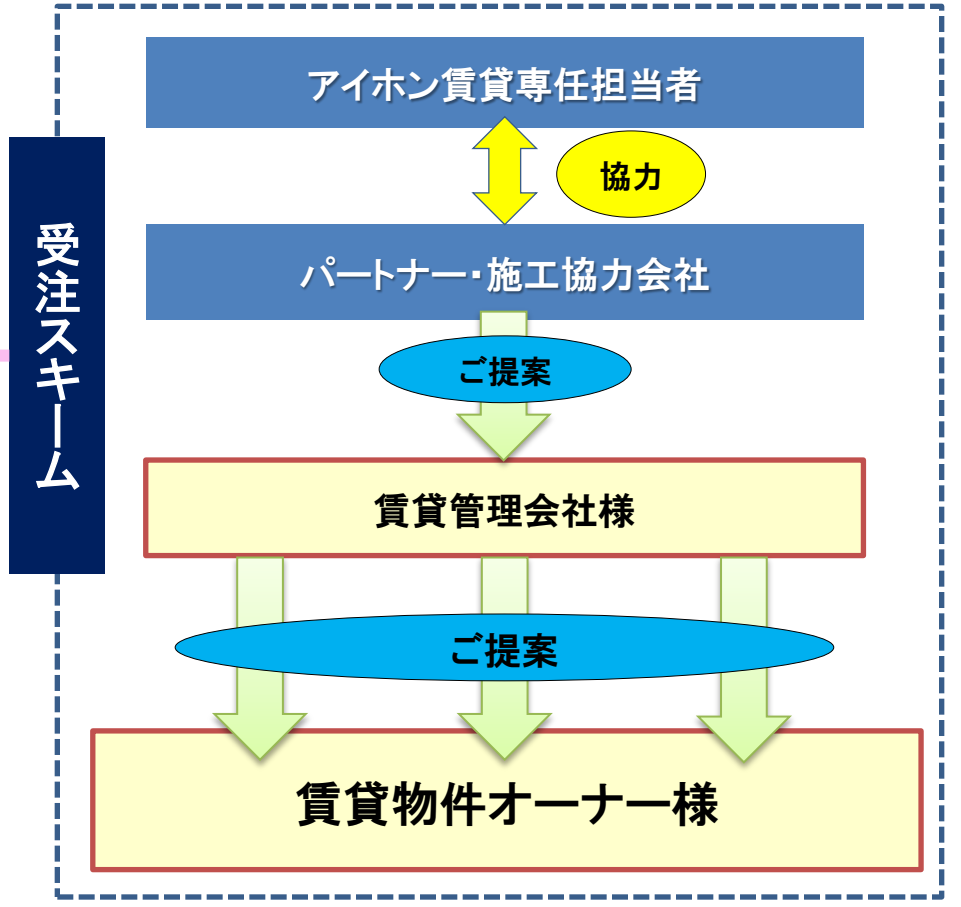 アイホン賃貸専任担当者
協力
受注スキーム
パートナー・施工協力会社
ご提案
賃貸管理会社様
ご提案
賃貸物件オーナー様